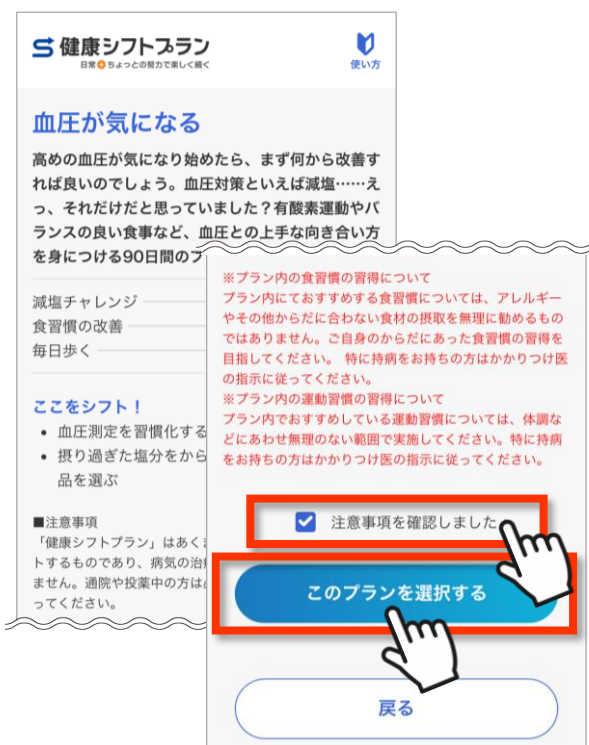 健康シフトプラン
日常+ちょっとの努力で楽しく続く
使い方
血圧が気になる
高めの血圧が気になり始めたら、まず何から改善す
れば良いのでしょう。血圧対策といえば減塩……え
っ、それだけだと思っていました？有酸素運動やバ
ランスの良い食事など、血圧との上手な向き合い方
を身につける90日間のプ
減塩チャレンジ
食習慣の改善
毎日歩く
ここをシフト！
• 血圧測定を習慣化する
• 摂り過ぎた塩分をから
品を選ぶ
■注意事項
「健康シフトプラン」はあく
トするものであり、病気の治
ません。通院や投薬中の方は
ってください。
※プラン内の食習慣の習得について
プラン内にておすすめする食習慣については、アレルギー
やその他からだに合わない食材の摂取を無理に勧めるもの
ではありません。ご自身のからだにあった食習慣の習得を
目指してください。 特に持病をお持ちの方はかかりつけ医
の指示に従ってください。
※プラン内の運動習慣の習得について
プラン内でおすすめしている運動習慣については、体調な
どにあわせ無理のない範囲で実施してください。特に持病
をお持ちの方はかかりつけ医の指示に従ってください。
注意事項を確認しました
このプランを選択する
戻る